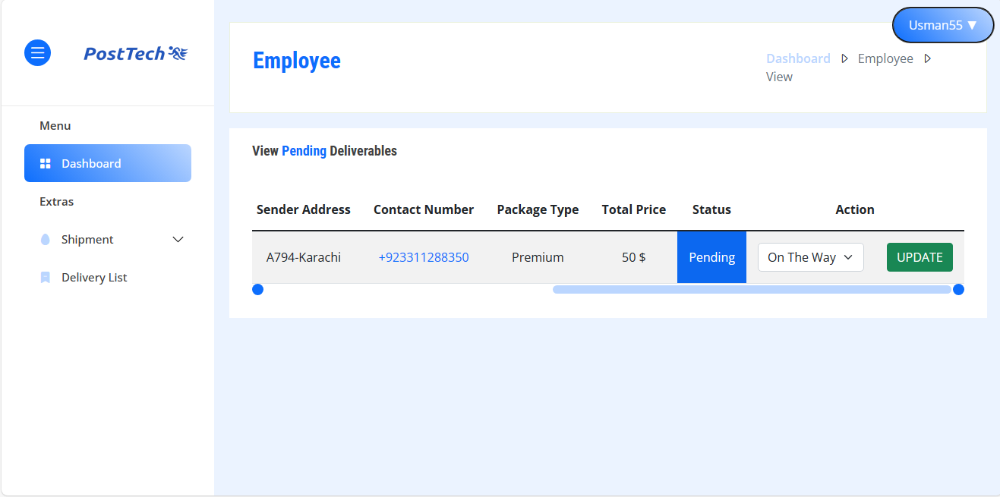 PostTech
Menu
Dashboard
Extras
Shipment
Delivery List
Usman55 ▼
Employee
Dashboard Employee
View
View Pending Deliverables
Sender Address Contact Number Package Type Total Price Status Action
A794-Karachi +923311288350 Premium 50 $ Pending On The Way UPDATE